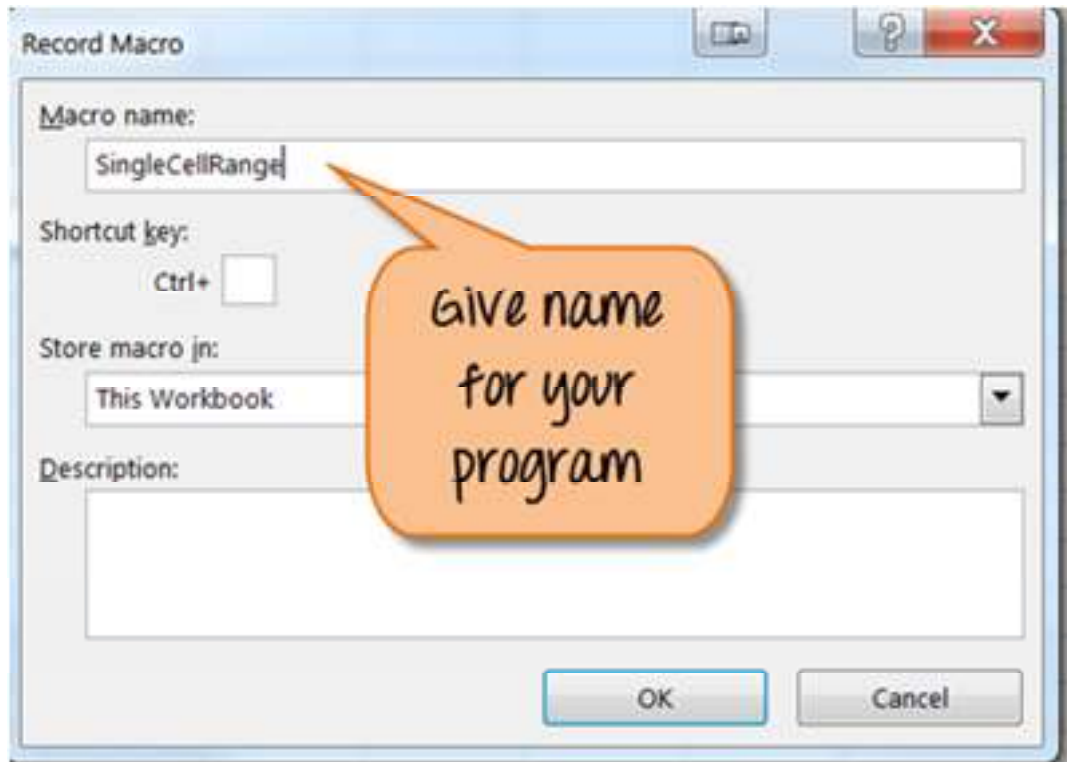 Record Macro
Macro name:
SingleCellRange
Shortcut key:
Ctrl+
Store macro in:
This Workbook
Description:
Give name
for your
program
OK
Cancel